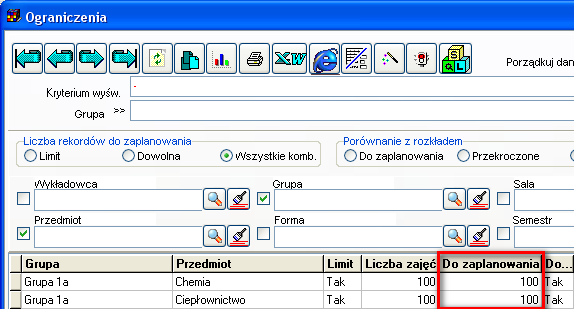 Ograniczenia
Porządkuj dan
Kryterium wyśw.
Grupa >>
Liczba rekordów do zaplanowania
Porównanie z rozkładem
Limit Dowolna Wszystkie komb. Do zaplanowania Przekroczone
Wykładowca Grupa Sala
Przedmiot Forma Semestr
Grupa Przedmiot Limit Liczba zajęć Do zaplanowania Do...
Grupa 1a Chemia Tak 100 100 Tak
Grupa 1a Ciepłownictwo Tak 100 100 Tak